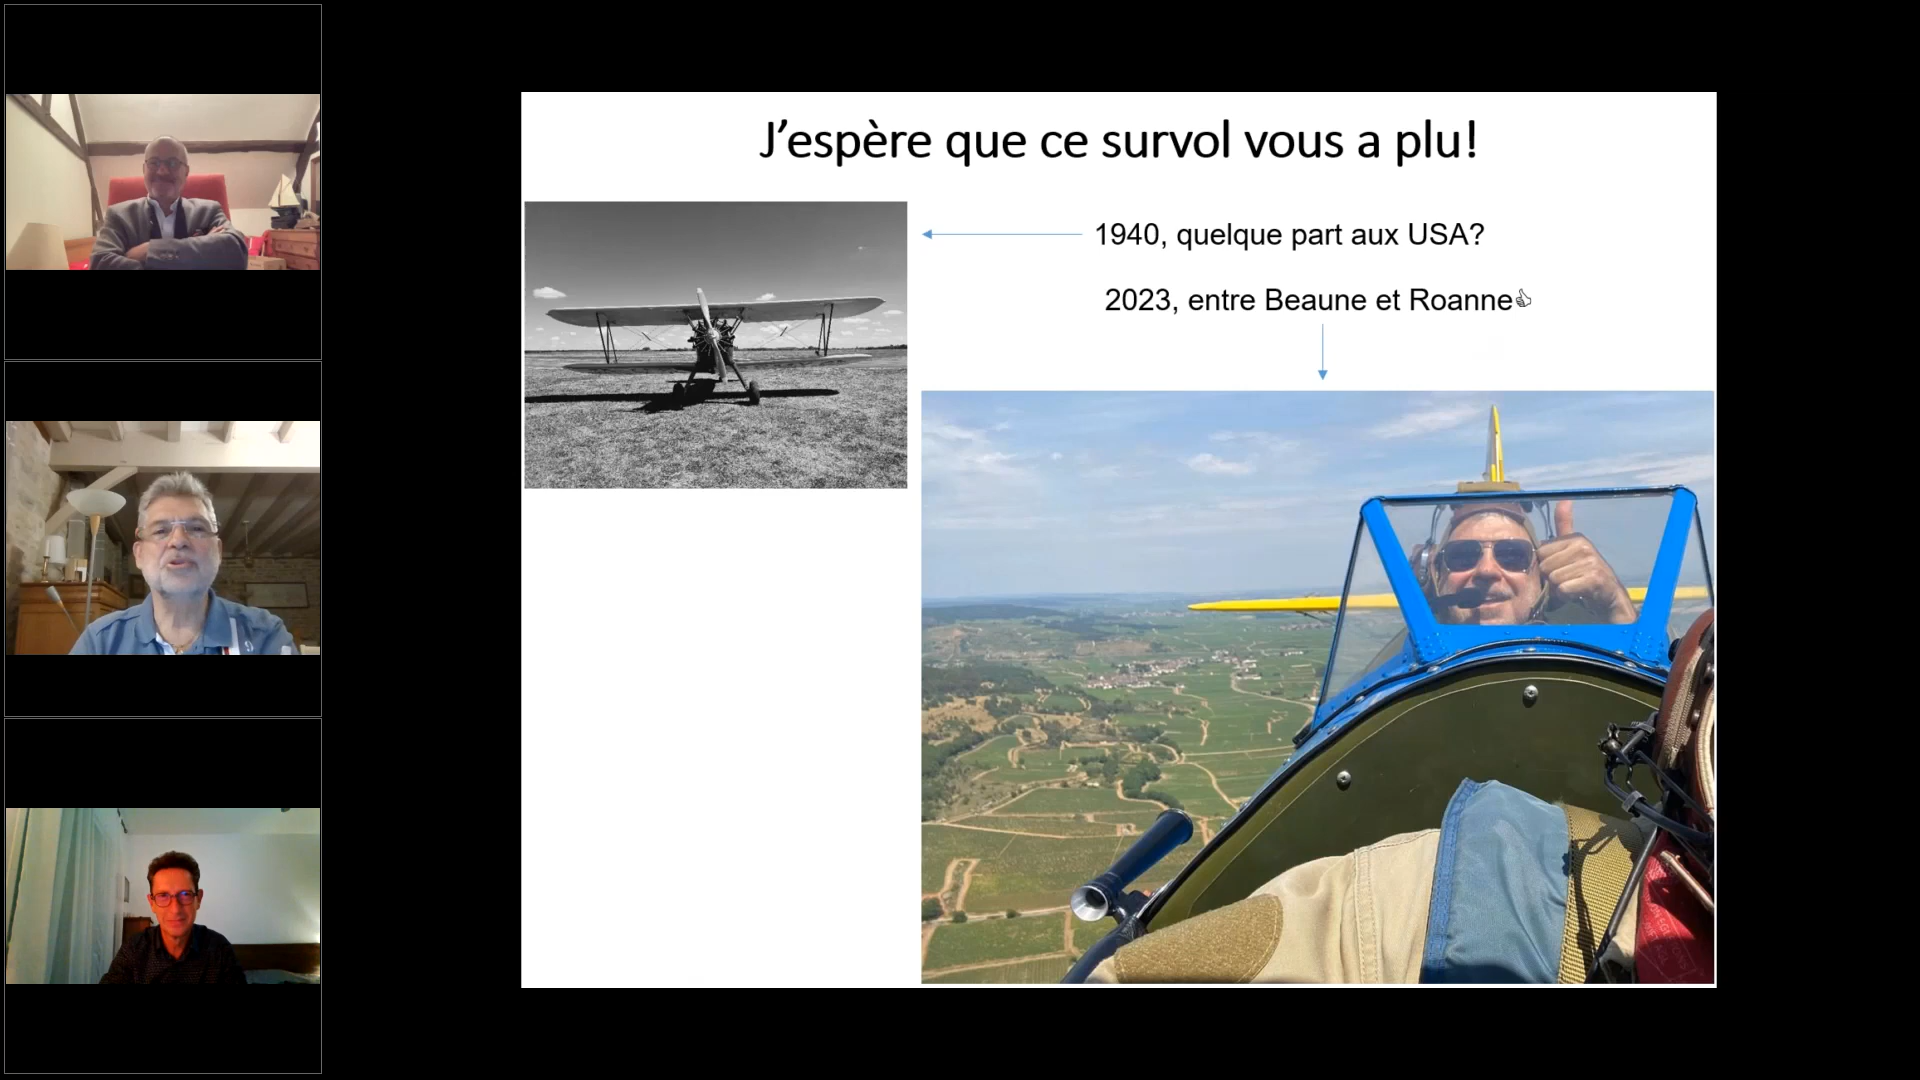 J’espère que ce survol vous a plu!
1940, quelque part aux USA?
2023, entre Beaune et Roanne👍